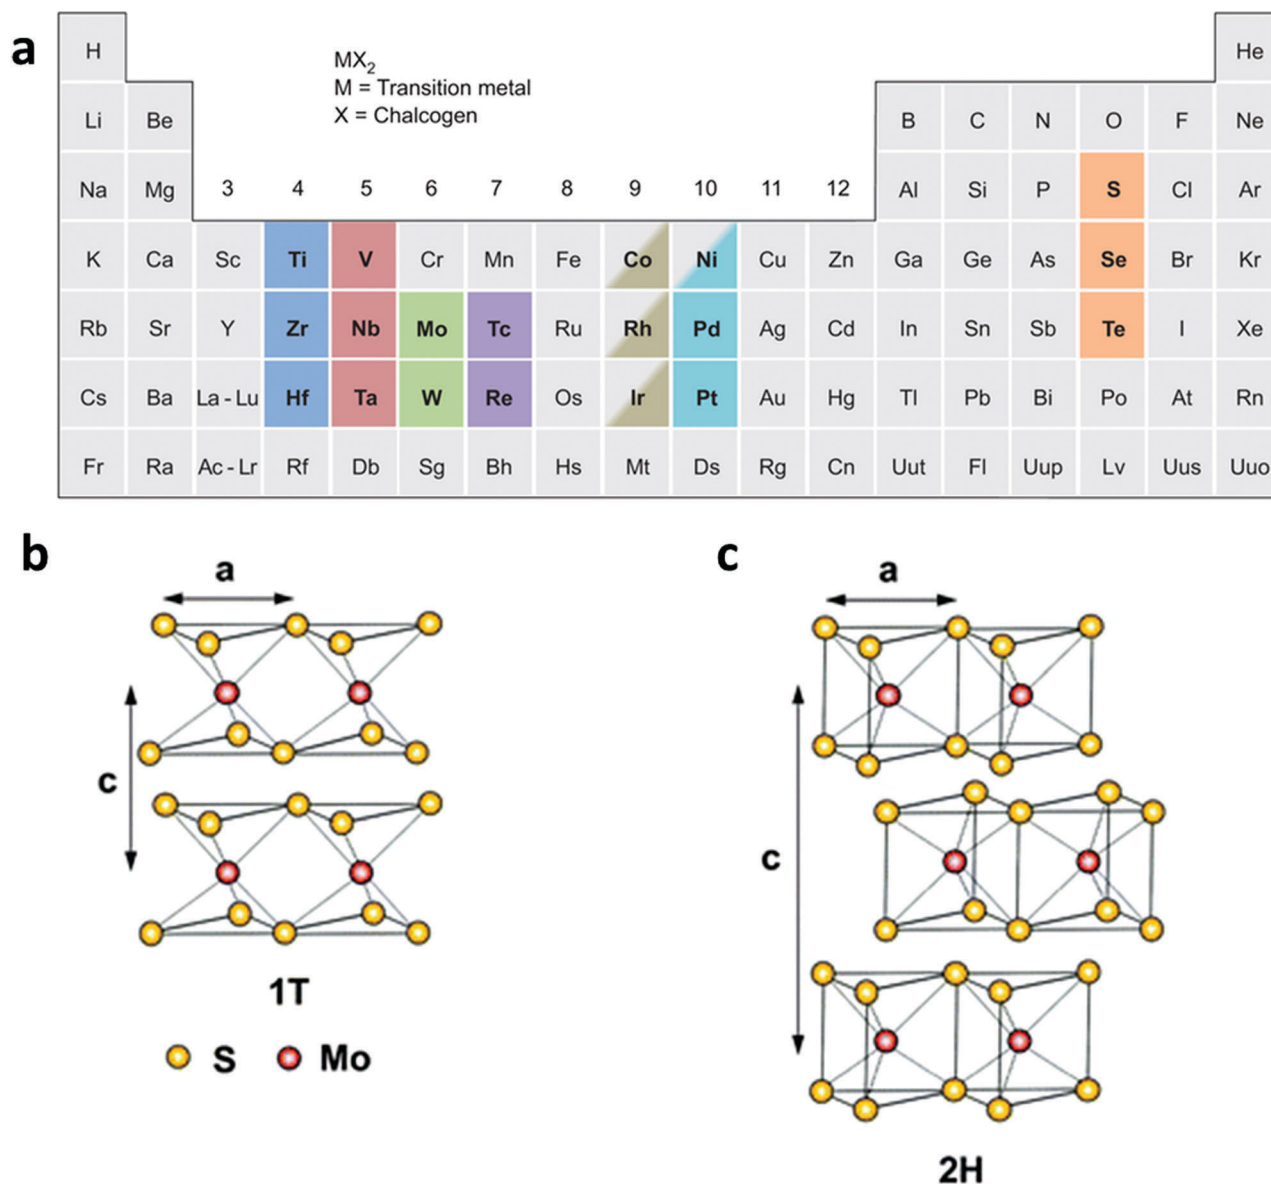 a
MX₂
M = Transition metal
X = Chalcogen
H He
Li Be B C N O F Ne
Na Mg 3 4 5 6 7 8 9 10 11 12 Al Si P S Cl Ar
K Ca Sc Ti V Cr Mn Fe Co Ni Cu Zn Ga Ge As Se Br Kr
Rb Sr Y Zr Nb Mo Tc Ru Rh Pd Ag Cd In Sn Sb Te I Xe
Cs Ba La - Lu Hf Ta W Re Os Ir Pt Au Hg Tl Pb Bi Po At Rn
Fr Ra Ac - Lr Rf Db Sg Bh Hs Mt Ds Rg Cn Uut Fl Uup Lv Uus Uuo
b
a
c
1T
S Mo
c
a
c
2H